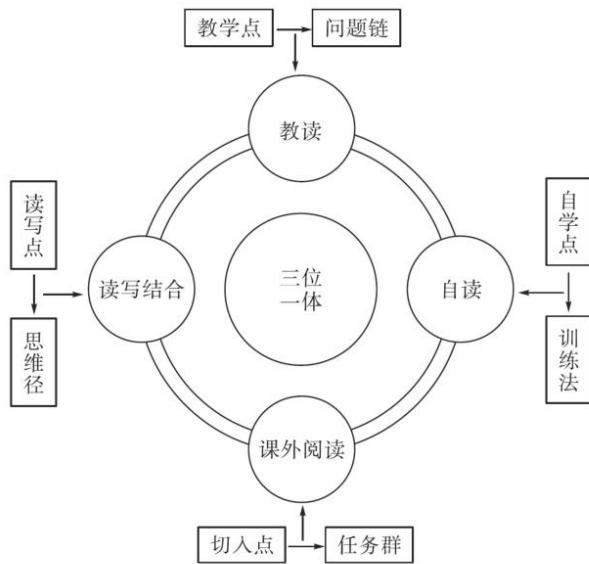 教学点
问题链
教读
读写点
自学点
三位
一体
读写结合
自读
思维径
训练法
课外阅读
切入点
任务群